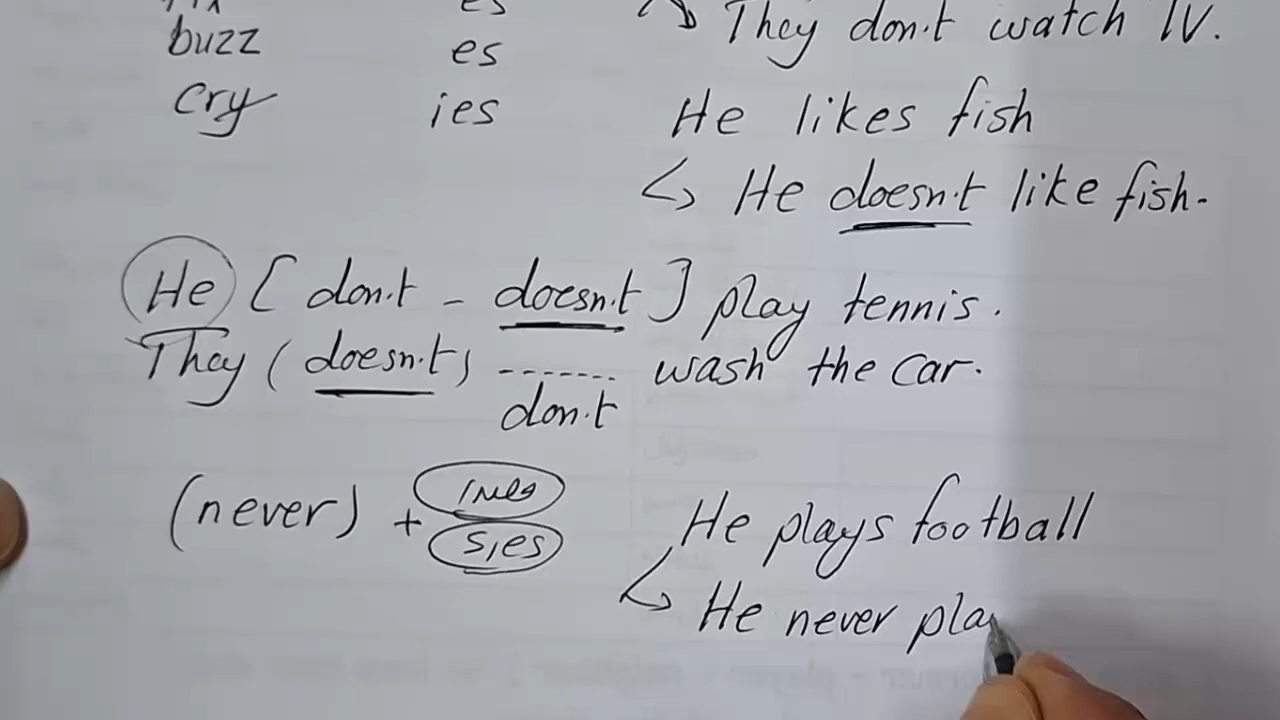 es
They don't watch TV.
buzz es
cry ies
He likes fish
He doesn't like fish.
He [ don't - doesn't ] play tennis.
They ( doesn't ) ------- wash the car.
don't
(never) +
s, es
He plays football
He never pla